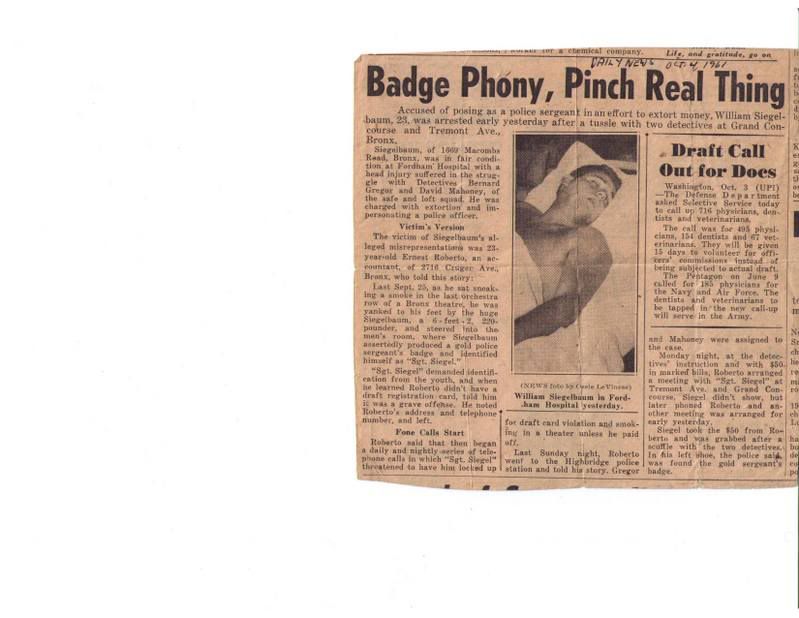 for a chemical company.
Life, and gratitude, go on
DAILY NEWS OCT. 4, 1961
Badge Phony, Pinch Real Thing
Accused of posing as a police sergeant in an effort to extort money, William Siegel-
baum, 23, was arrested early yesterday after a tussle with two detectives at Grand Con-
course and Tremont Ave.,
Bronx.
Siegelbaum, of 1669 Macombs
Road, Bronx, was in fair condi-
tion at Fordham Hospital with a
head injury suffered in the strug-
gle with Detectives Bernard
Gregor and David Mahoney, of
the safe and loft squad. He was
charged with extortion and im-
personating a police officer.
Victim's Version
The victim of Siegelbaum's al-
leged misrepresentations was 23-
year-old Ernest Roberto, an ac-
countant, of 2716 Cruger Ave.,
Bronx, who told this story:
Last Sept. 25, as he sat sneak-
ing a smoke in the last orchestra
row of a Bronx theatre, he was
yanked to his feet by the huge
Siegelbaum, a 6-feet-2, 220-
pounder, and steered into the
men's room, where Siegelbaum
assertedly produced a gold police
sergeant's badge and identified
himself as "Sgt. Siegel."
"Sgt. Siegel" demanded identifi-
cation from the youth, and when
he learned Roberto didn't have a
draft registration card, told him
it was a grave offense. He noted
Roberto's address and telephone
number, and left.
Fone Calls Start
Roberto said that then began
a daily and nightly series of tele-
phone calls in which "Sgt. Siegel"
threatened to have him locked up
(NEWS foto by Ossie LeViness)
William Siegelbaum in Ford-
ham Hospital yesterday.
for draft card violation and smok-
ing in a theater unless he paid
off.
Last Sunday night, Roberto
went to the Highbridge police
station and told his story. Gregor
and Mahoney were assigned to
the case.
Monday night, at the detec-
tives' instruction and with $50
in marked bills, Roberto arranged
a meeting with "Sgt. Siegel" at
Tremont Ave. and Grand Con-
course. Siegel didn't show, but
later phoned Roberto and an-
other meeting was arranged for
early yesterday.
Siegel took the $50 from Ro-
berto and was grabbed after a
scuffle with the two detectives.
In his left shoe, the police said,
was found the gold sergeant's
badge.
Draft Call
Out for Docs
Washington, Oct. 3 (UPI)
—The Defense Department
asked Selective Service today
to call up 716 physicians, den-
tists and veterinarians.
The call was for 495 physi-
cians, 154 dentists and 67 vet-
erinarians. They will be given
15 days to volunteer for offi-
cers' commissions instead of
being subjected to actual draft.
The Pentagon on June 9
called for 185 physicians for
the Navy and Air Force. The
dentists and veterinarians to
be tapped in the new call-up
will serve in the Army.